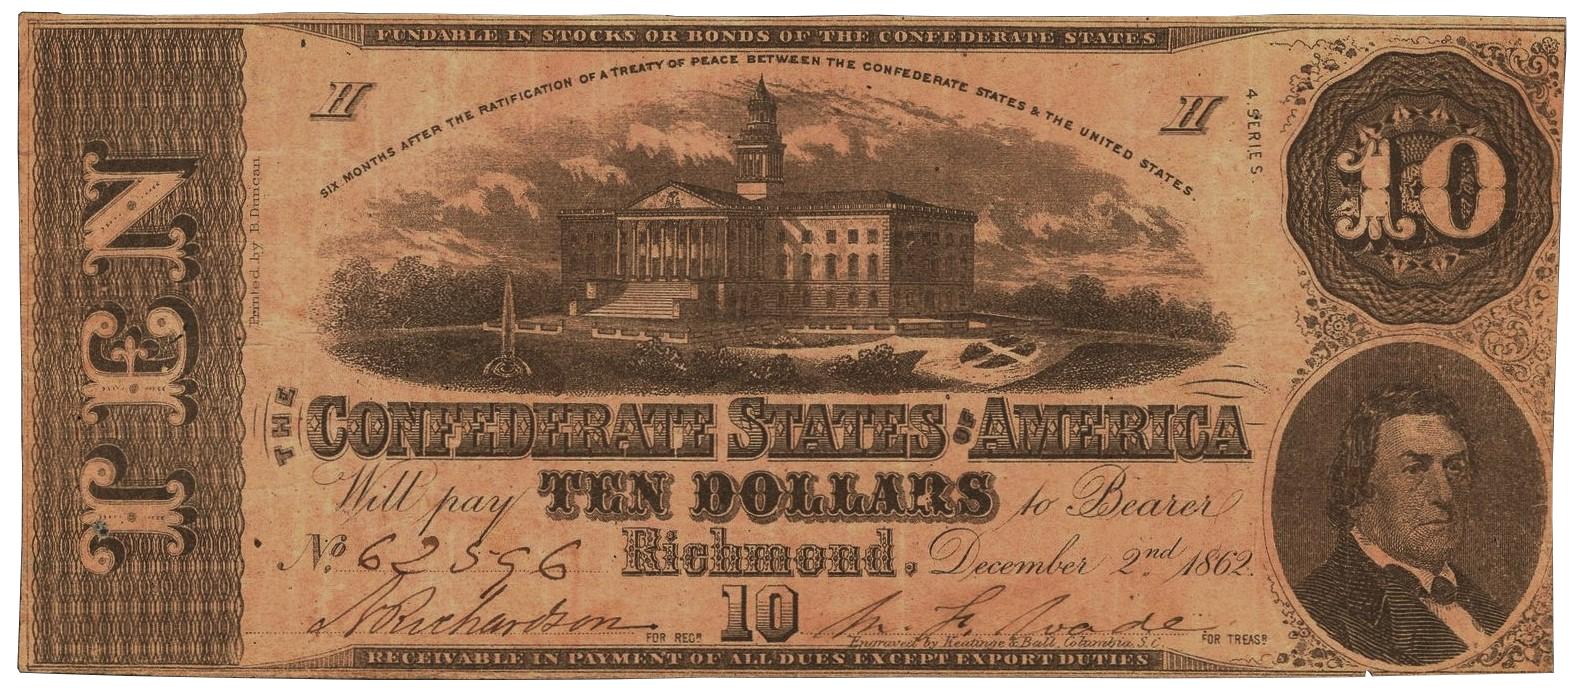 FUNDABLE IN STOCKS OR BONDS OF THE CONFEDERATE STATES
SIX MONTHS AFTER THE RATIFICATION OF A TREATY OF PEACE BETWEEN THE CONFEDERATE STATES & THE UNITED STATES
H H
4. SERIES.
10
TEN
Printed by B. Duncan
THE CONFEDERATE STATES OF AMERICA
Will pay TEN DOLLARS to Bearer
No. 62596 Richmond. December 2nd 1862.
Richardson FOR REGR 10 M. F. Wade FOR TREASR
Engraved by Keatinge & Ball Columbia, S.C.
RECEIVABLE IN PAYMENT OF ALL DUES EXCEPT EXPORT DUTIES